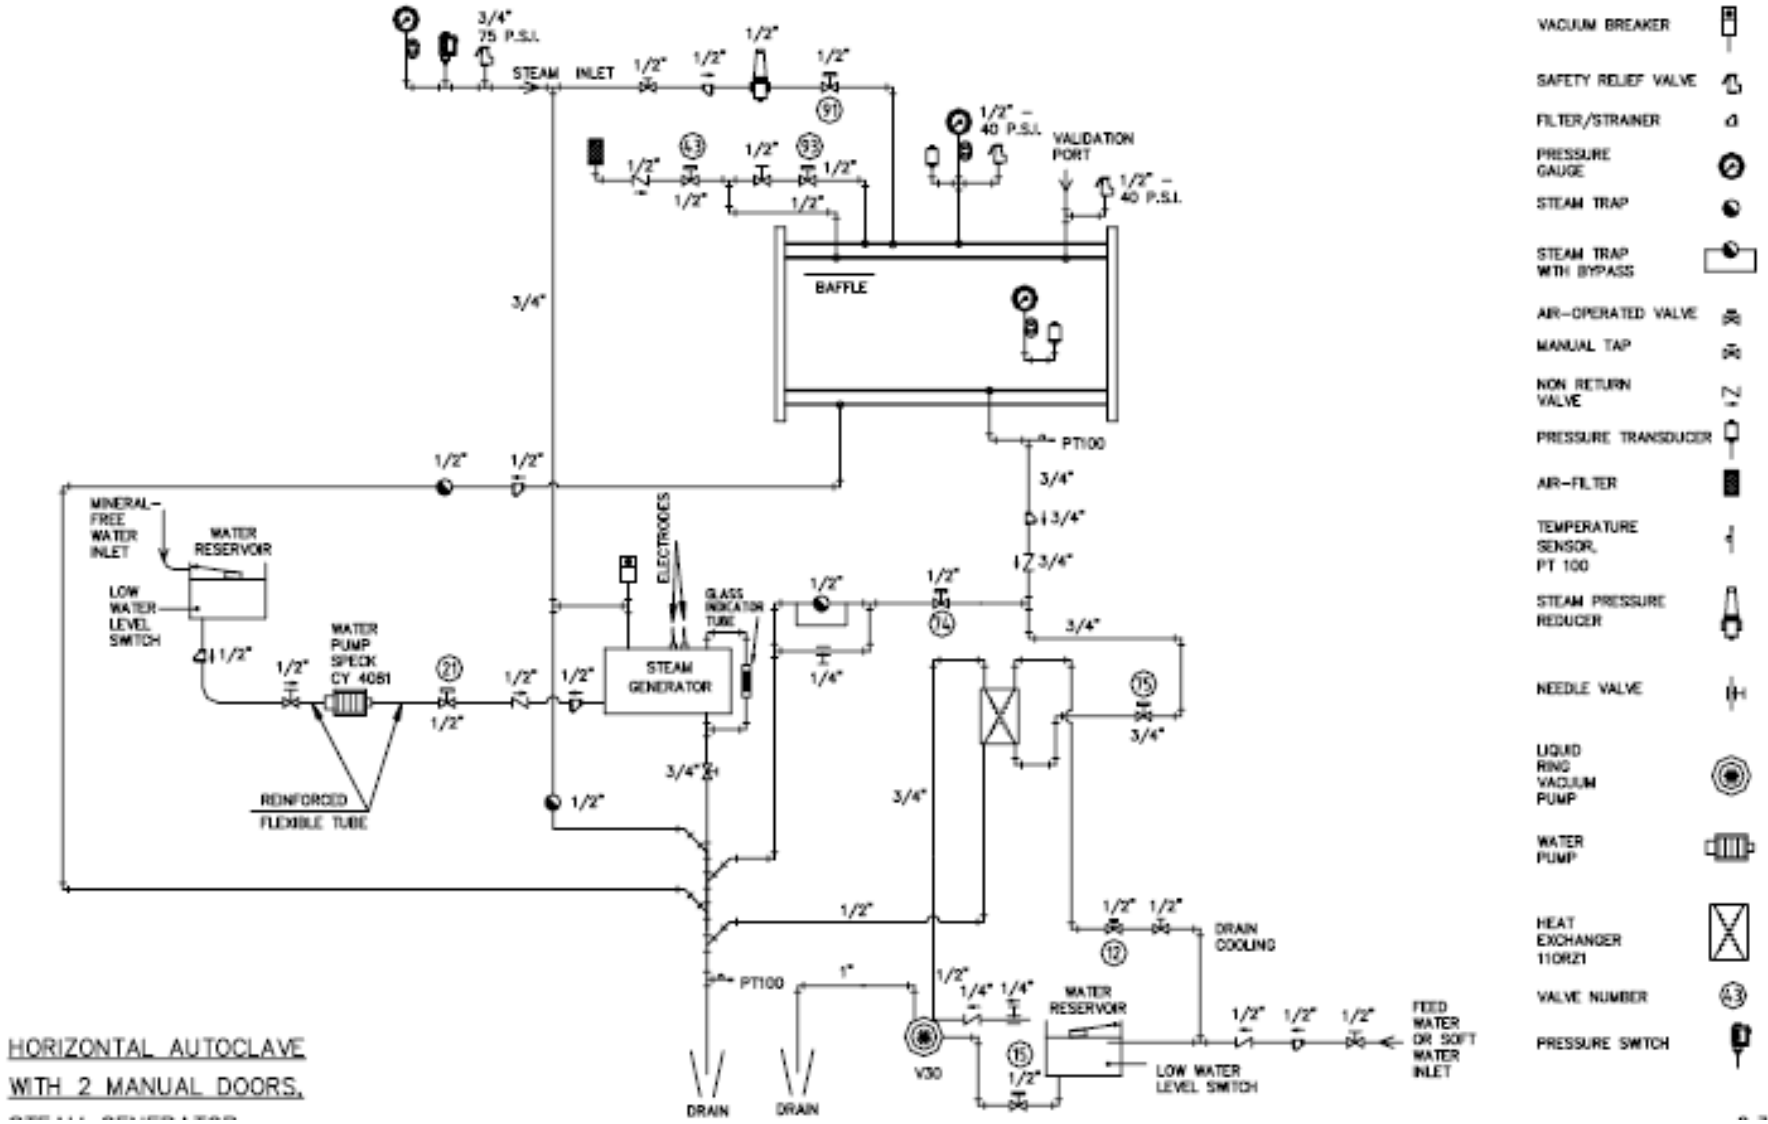 3/4"
75 P.S.I.
STEAM INLET
1/2"
1/2"
1/2"
1/2"
91
1/2"
43
1/2"
93
1/2"
1/2"
1/2"
1/2" -
40 P.S.I.
VALIDATION
PORT
1/2" -
40 P.S.I.
BAFFLE
3/4"
PT100
1/2"
1/2"
3/4"
3/4"
3/4"
MINERAL-
FREE
WATER
INLET
WATER
RESERVOIR
LOW
WATER
LEVEL
SWITCH
1/2"
1/2"
WATER
PUMP
SPECK
CY 4081
21
1/2"
1/2"
1/2"
REINFORCED
FLEXIBLE TUBE
ELECTRODES
GLASS
INDICATOR
TUBE
STEAM
GENERATOR
1/2"
1/4"
1/2"
74
3/4"
75
3/4"
3/4"
1/2"
3/4"
1/2"
1/2"
1/2"
12
DRAIN
COOLING
PT100
1"
1/2"
1/4"
1/4"
WATER
RESERVOIR
V30
15
1/2"
LOW WATER
LEVEL SWITCH
1/2"
1/2"
1/2"
FEED
WATER
OR SOFT
WATER
INLET
DRAIN
DRAIN
HORIZONTAL AUTOCLAVE
WITH 2 MANUAL DOORS,
STEAM GENERATOR
VACUUM BREAKER
SAFETY RELIEF VALVE
FILTER/STRAINER
PRESSURE
GAUGE
STEAM TRAP
STEAM TRAP
WITH BYPASS
AIR-OPERATED VALVE
MANUAL TAP
NON RETURN
VALVE
PRESSURE TRANSDUCER
AIR-FILTER
TEMPERATURE
SENSOR,
PT 100
STEAM PRESSURE
REDUCER
NEEDLE VALVE
LIQUID
RING
VACUUM
PUMP
WATER
PUMP
HEAT
EXCHANGER
110RZ1
VALVE NUMBER
43
PRESSURE SWITCH